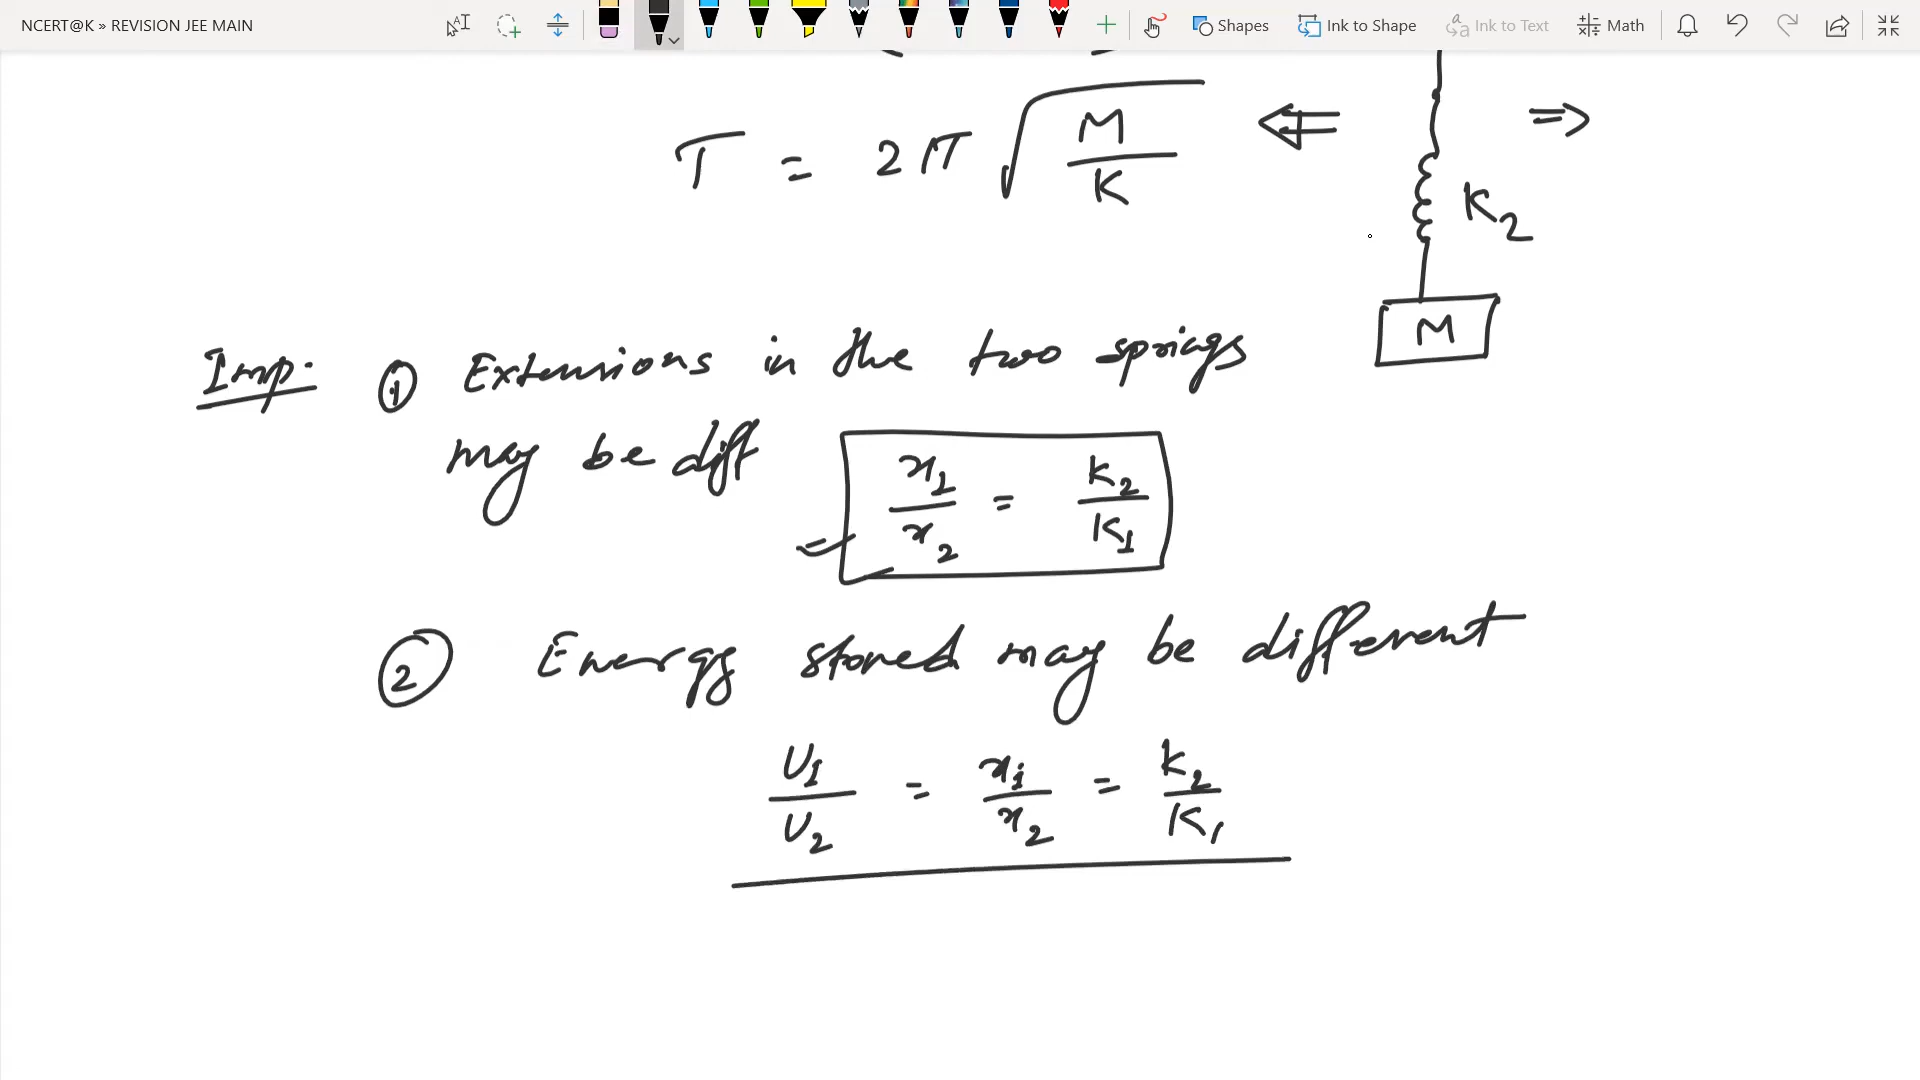 NCERT@K » REVISION JEE MAIN
Shapes
Ink to Shape
Ink to Text
Math
T = 2π √(M/K)
K2
M
Imp. ① Extensions in the two springs
may be diff
x1/x2 = K2/K1
② Energy stored may be different
U1/U2 = x1/x2 = K2/K1